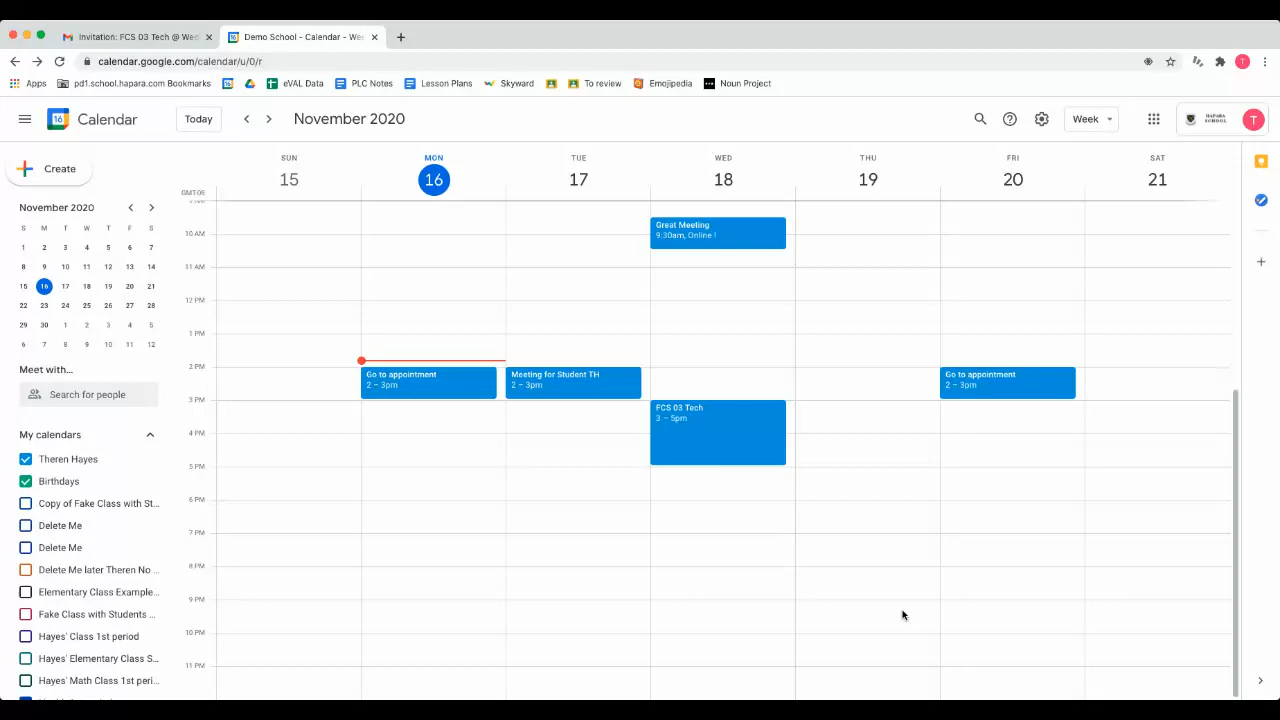 Invitation: FCS 03 Tech @ Wed
Demo School - Calendar - We
calendar.google.com/calendar/u/0/r
T
Apps
pd1.school.hapara.com Bookmarks
eVAL Data
PLC Notes
Lesson Plans
Skyward
To review
Emojipedia
Noun Project
16
Calendar
Today
November 2020
Week
HAPARA
SCHOOL
T
Create
November 2020
S M T W T F S
1 2 3 4 5 6 7
8 9 10 11 12 13 14
15 16 17 18 19 20 21
22 23 24 25 26 27 28
29 30 1 2 3 4 5
6 7 8 9 10 11 12
Meet with...
Search for people
My calendars
Theren Hayes
Birthdays
Copy of Fake Class with St...
Delete Me
Delete Me
Delete Me later Theren No ...
Elementary Class Example...
Fake Class with Students ...
Hayes' Class 1st period
Hayes' Elementary Class S...
Hayes' Math Class 1st peri...
SUN MON TUE WED THU FRI SAT
15 16 17 18 19 20 21
GMT-06
10 AM
11 AM
12 PM
1 PM
2 PM
3 PM
4 PM
5 PM
6 PM
7 PM
8 PM
9 PM
10 PM
11 PM
Great Meeting
9:30am, Online !
Go to appointment
2 – 3pm
Meeting for Student TH
2 – 3pm
FCS 03 Tech
3 – 5pm
Go to appointment
2 – 3pm